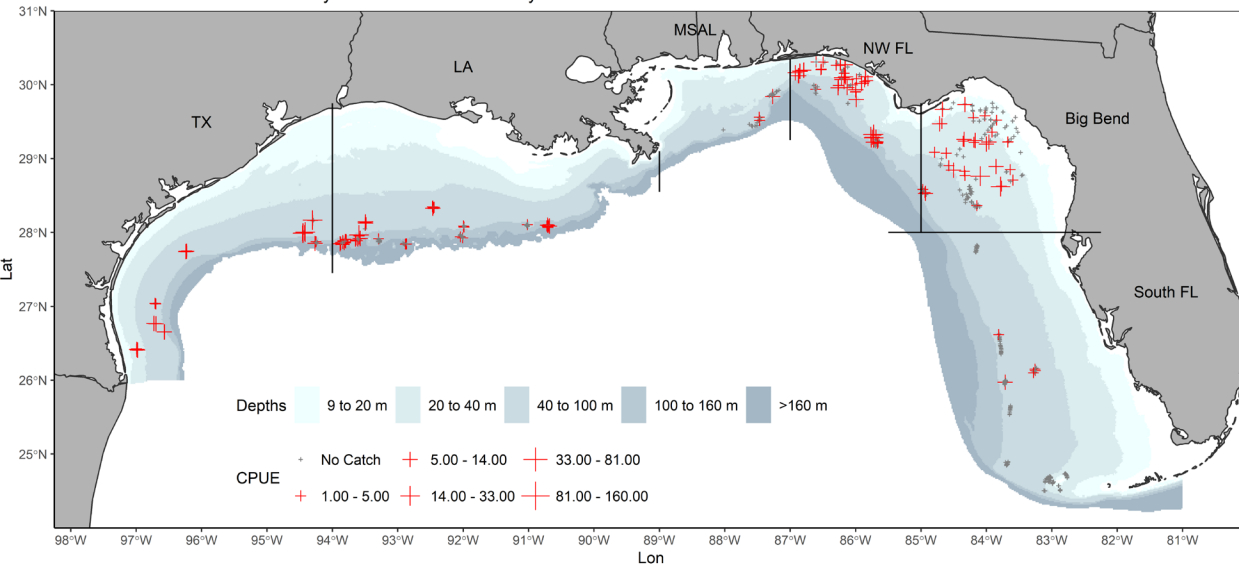 31°N
30°N
29°N
28°N
27°N
26°N
25°N
Lat
MSAL
NW FL
LA
TX
Big Bend
South FL
Depths 9 to 20 m 20 to 40 m 40 to 100 m 100 to 160 m >160 m
CPUE
No Catch 5.00 - 14.00 33.00 - 81.00
1.00 - 5.00 14.00 - 33.00 81.00 - 160.00
98°W 97°W 96°W 95°W 94°W 93°W 92°W 91°W 90°W 89°W 88°W 87°W 86°W 85°W 84°W 83°W 82°W 81°W
Lon